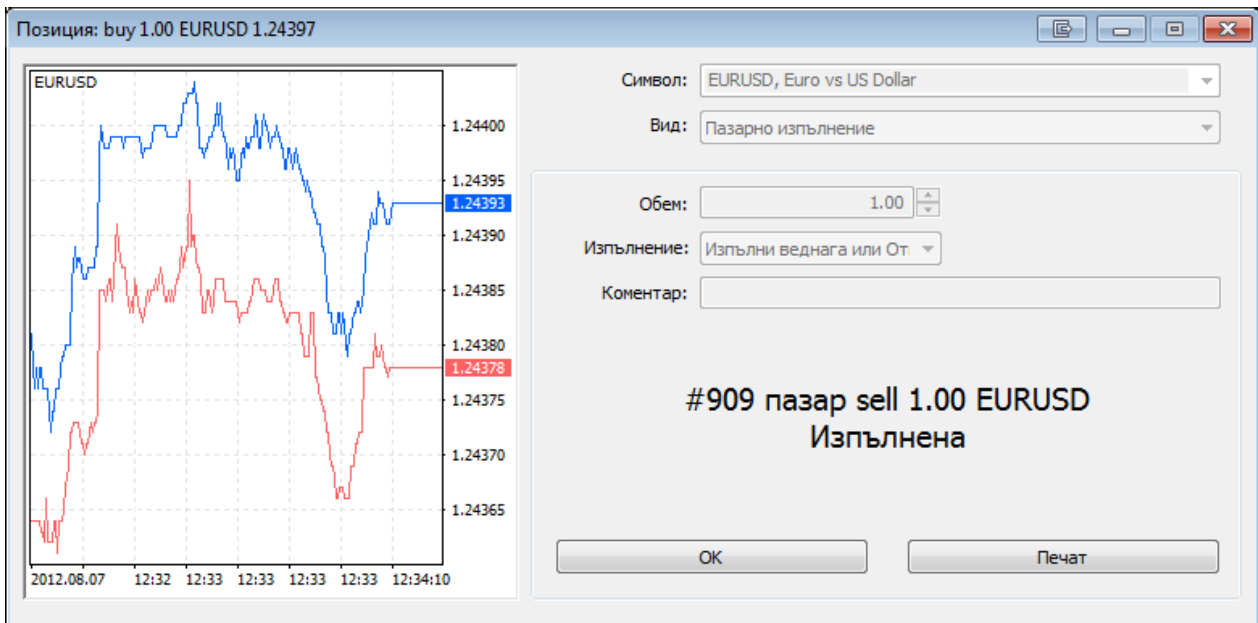 Позиция: buy 1.00 EURUSD 1.24397
EURUSD
1.24400
1.24395
1.24393
1.24390
1.24385
1.24380
1.24378
1.24375
1.24370
1.24365
2012.08.07 12:32 12:33 12:33 12:33 12:33 12:34:10
Символ: EURUSD, Euro vs US Dollar
Вид: Пазарно изпълнение
Обем: 1.00
Изпълнение: Изпълни веднага или От
Коментар:
#909 пазар sell 1.00 EURUSD
Изпълнена
OK
Печат